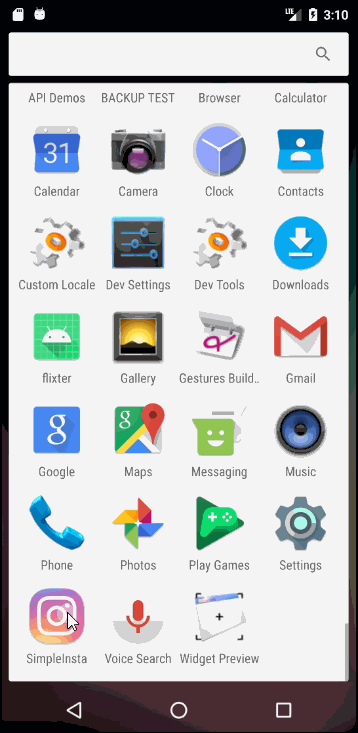 LTE 3:10
API Demos BACKUP TEST Browser Calculator
31
Calendar Camera Clock Contacts
Custom Locale Dev Settings Dev Tools Downloads
flixter Gallery Gestures Build.. Gmail
g g
Google Maps Messaging Music
Phone Photos Play Games Settings
SimpleInsta Voice Search Widget Preview